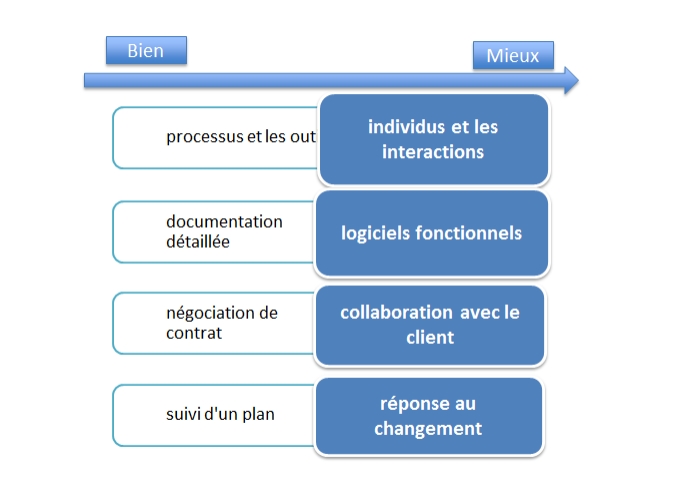 Bien
Mieux
processus et les out
individus et les
interactions
documentation
détaillée
logiciels fonctionnels
négociation de
contrat
collaboration avec le
client
suivi d'un plan
réponse au
changement